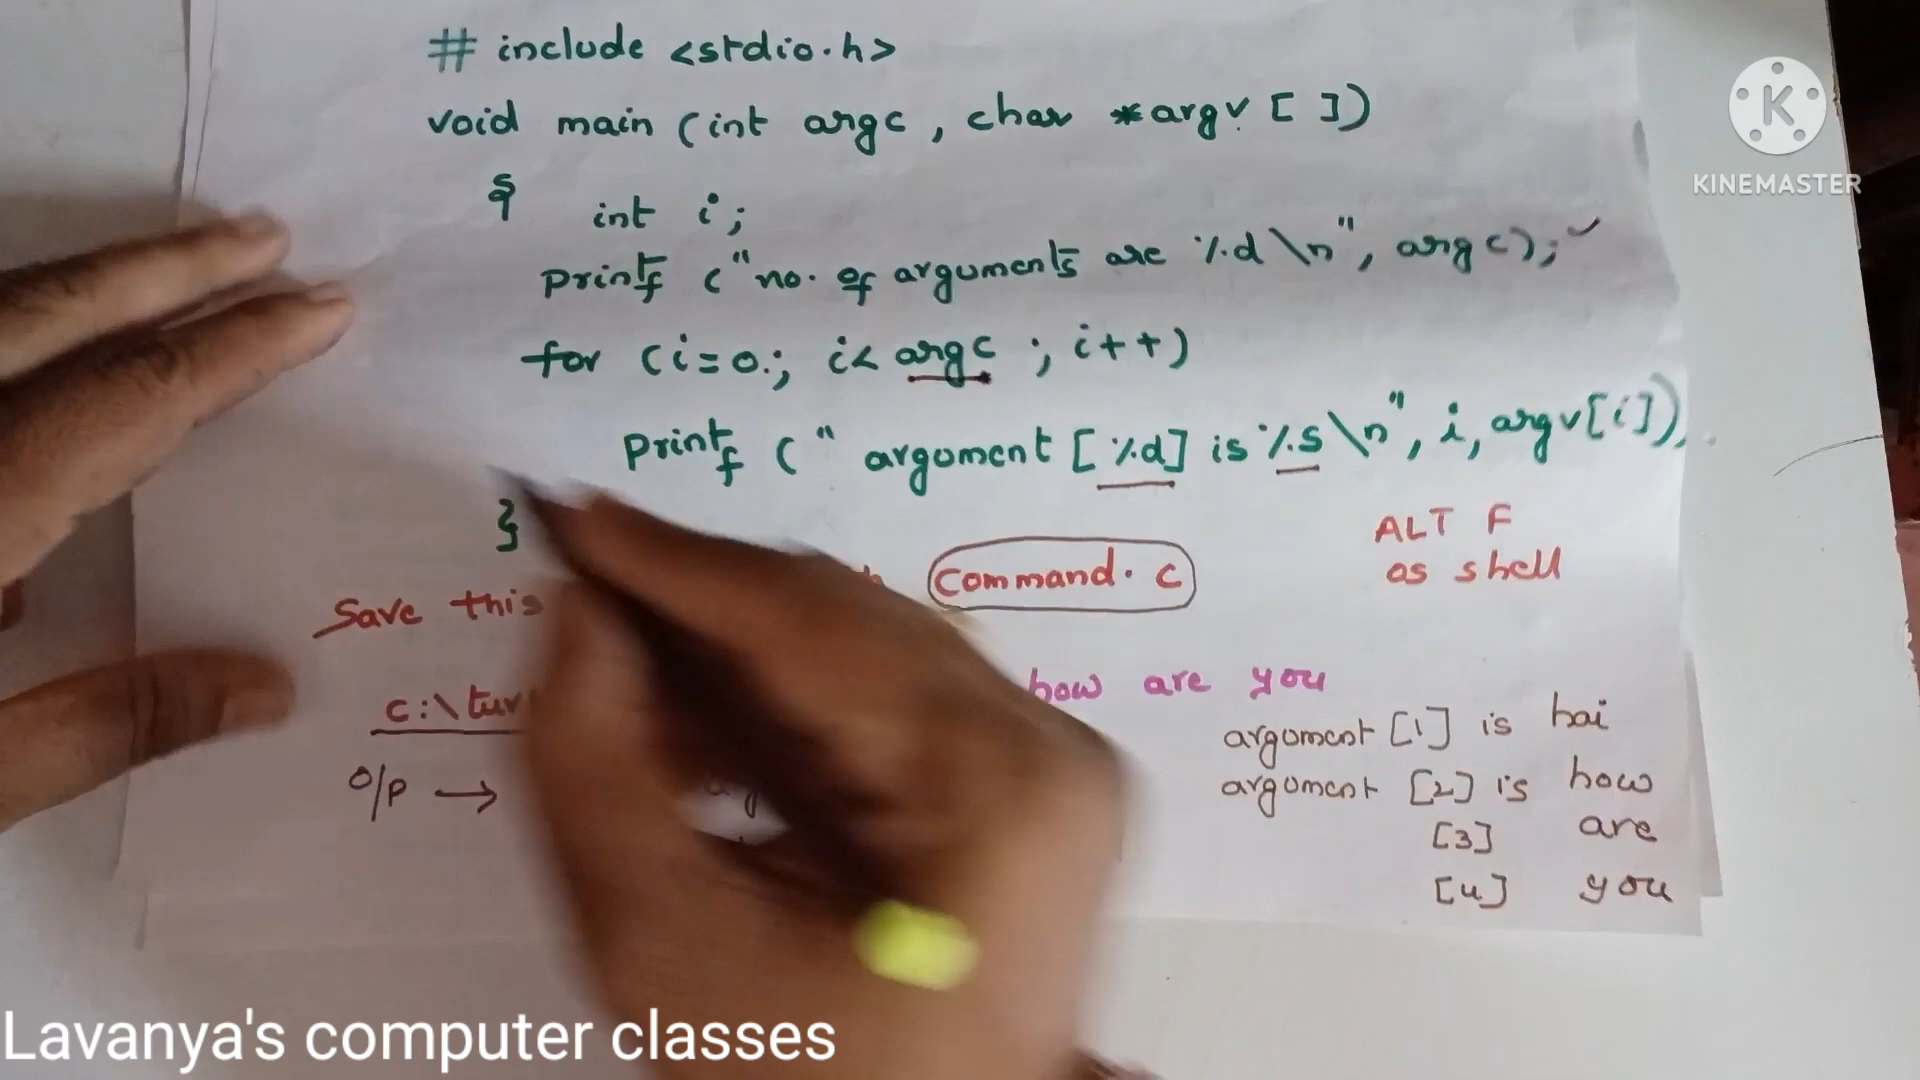 # include <stdio.h>
void main (int argc, char *argv [ ])
{ int i;
printf ("no. of arguments are %d \n", argc);
for (i=0; i< argc ; i++)
printf (" argument [%d] is %s \n", i, argv[i]),
}
ALT F
os shell
Save this
Command. c
c:\tur
how are you
O/P →
argument [1] is hai
argument [2] is how
[3] are
[4] you
KINEMASTER
Lavanya's computer classes